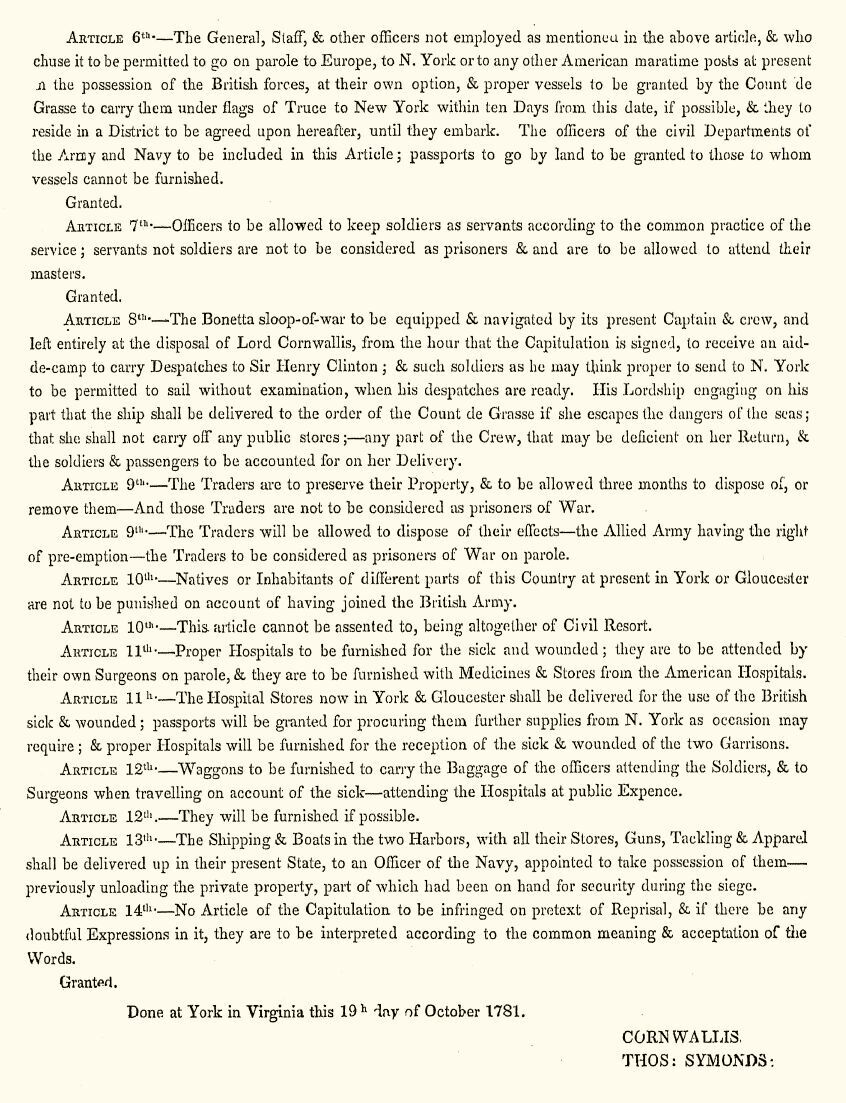 ARTICLE 6th.—The General, Staff, & other officers not employed as mentioned in the above article, & who
chuse it to be permitted to go on parole to Europe, to N. York or to any other American maratime posts at present
n the possession of the British forces, at their own option, & proper vessels to be granted by the Count de
Grasse to carry them under flags of Truce to New York within ten Days from this date, if possible, & they to
reside in a District to be agreed upon hereafter, until they embark. The officers of the civil Departments of
the Army and Navy to be included in this Article; passports to go by land to be granted to those to whom
vessels cannot be furnished.
Granted.
ARTICLE 7th.—Officers to be allowed to keep soldiers as servants according to the common practice of the
service; servants not soldiers are not to be considered as prisoners & and are to be allowed to attend their
masters.
Granted.
ARTICLE 8th.—The Bonetta sloop-of-war to be equipped & navigated by its present Captain & crew, and
left entirely at the disposal of Lord Cornwallis, from the hour that the Capitulation is signed, to receive an aid-
de-camp to carry Despatches to Sir Henry Clinton; & such soldiers as he may think proper to send to N. York
to be permitted to sail without examination, when his despatches are ready. His Lordship engaging on his
part that the ship shall be delivered to the order of the Count de Grasse if she escapes the dangers of the seas;
that she shall not carry off any public stores;—any part of the Crew, that may be deficient on her Return, &
the soldiers & passengers to be accounted for on her Delivery.
ARTICLE 9th.—The Traders are to preserve their Property, & to be allowed three months to dispose of, or
remove them—And those Traders are not to be considered as prisoners of War.
ARTICLE 9th.—The Traders will be allowed to dispose of their effects—the Allied Army having the right
of pre-emption—the Traders to be considered as prisoners of War on parole.
ARTICLE 10th.—Natives or Inhabitants of different parts of this Country at present in York or Gloucester
are not to be punished on account of having joined the British Army.
ARTICLE 10th.—This article cannot be assented to, being altogether of Civil Resort.
ARTICLE 11th.—Proper Hospitals to be furnished for the sick and wounded; they are to be attended by
their own Surgeons on parole, & they are to be furnished with Medicines & Stores from the American Hospitals.
ARTICLE 11 h.—The Hospital Stores now in York & Gloucester shall be delivered for the use of the British
sick & wounded; passports will be granted for procuring them further supplies from N. York as occasion may
require; & proper Hospitals will be furnished for the reception of the sick & wounded of the two Garrisons.
ARTICLE 12th.—Waggons to be furnished to carry the Baggage of the officers attending the Soldiers, & to
Surgeons when travelling on account of the sick—attending the Hospitals at public Expence.
ARTICLE 12th.—They will be furnished if possible.
ARTICLE 13th.—The Shipping & Boats in the two Harbors, with all their Stores, Guns, Tackling & Apparel
shall be delivered up in their present State, to an Officer of the Navy, appointed to take possession of them—
previously unloading the private property, part of which had been on hand for security during the siege.
ARTICLE 14th.—No Article of the Capitulation to be infringed on pretext of Reprisal, & if there be any
doubtful Expressions in it, they are to be interpreted according to the common meaning & acceptation of the
Words.
Granted.
Done at York in Virginia this 19 h day of October 1781.
CORNWALLIS.
THOS: SYMONDS: